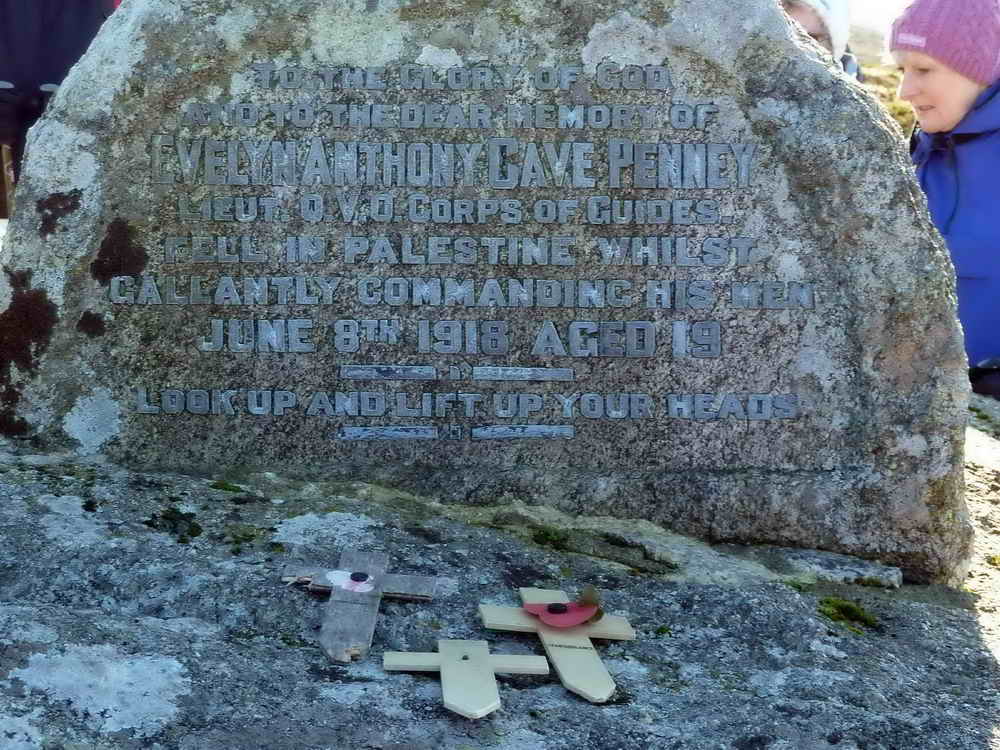 TO THE GLORY OF GOD
AND TO THE DEAR MEMORY OF
EVELYN ANTHONY CAVE PENNEY
LIEUT. Q.V.O. CORPS OF GUIDES
FELL IN PALESTINE WHILST
GALLANTLY COMMANDING HIS MEN
JUNE 8TH 1918 AGED 19
LOOK UP AND LIFT UP YOUR HEADS